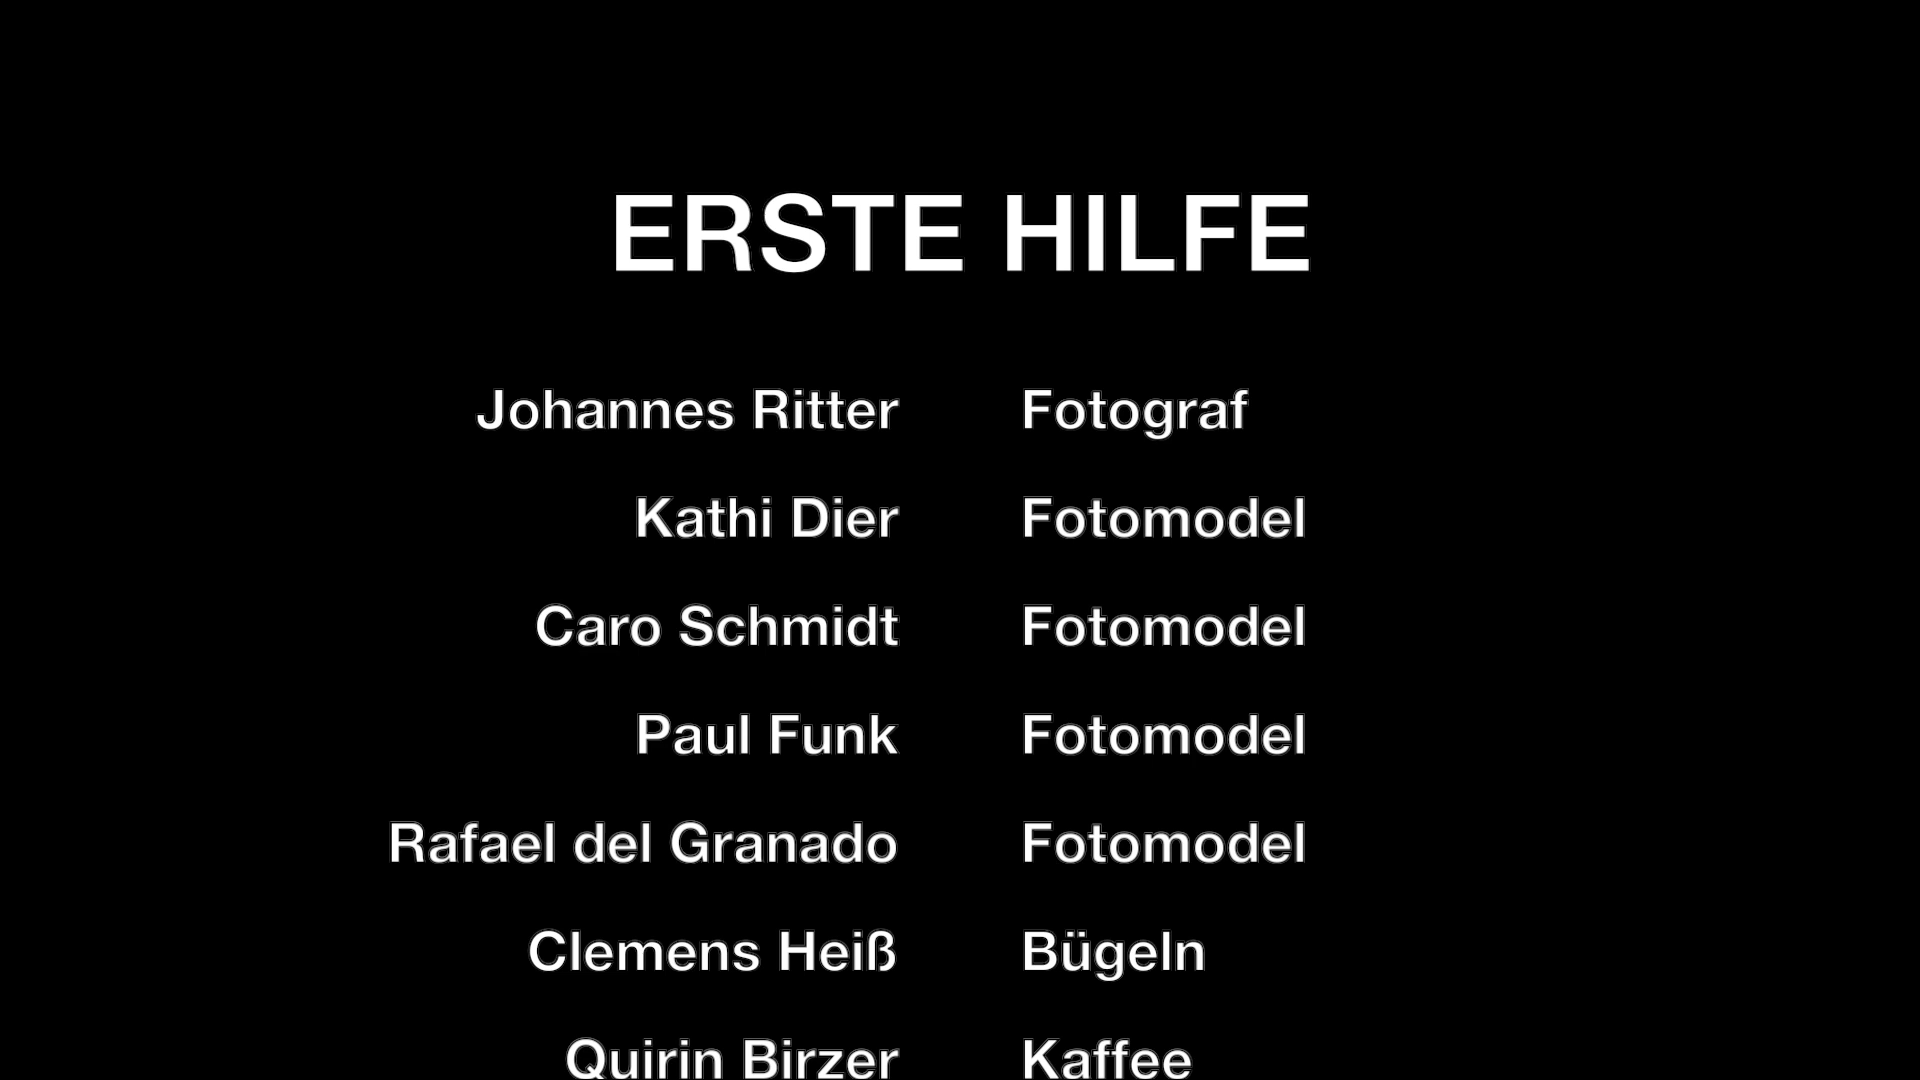 ERSTE HILFE
Johannes Ritter Fotograf
Kathi Dier Fotomodel
Caro Schmidt Fotomodel
Paul Funk Fotomodel
Rafael del Granado Fotomodel
Clemens Heiß Bügeln
Quirin Birzer Kaffee